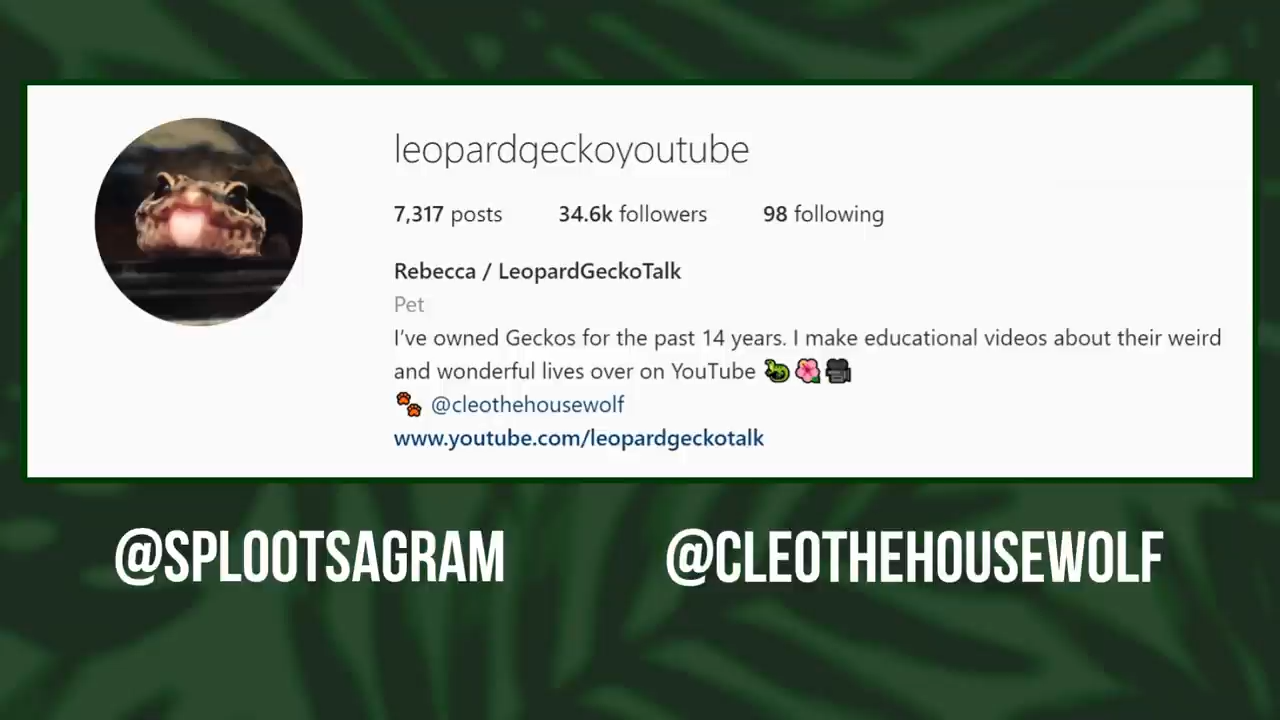 leopardgeckoyoutube
7,317 posts 34.6k followers 98 following
Rebecca / LeopardGeckoTalk
Pet
I've owned Geckos for the past 14 years. I make educational videos about their weird
and wonderful lives over on YouTube 🐉🌺🎥
🐾 @cleothehousewolf
www.youtube.com/leopardgeckotalk
@SPLOOTSAGRAM @CLEOTHEHOUSEWOLF